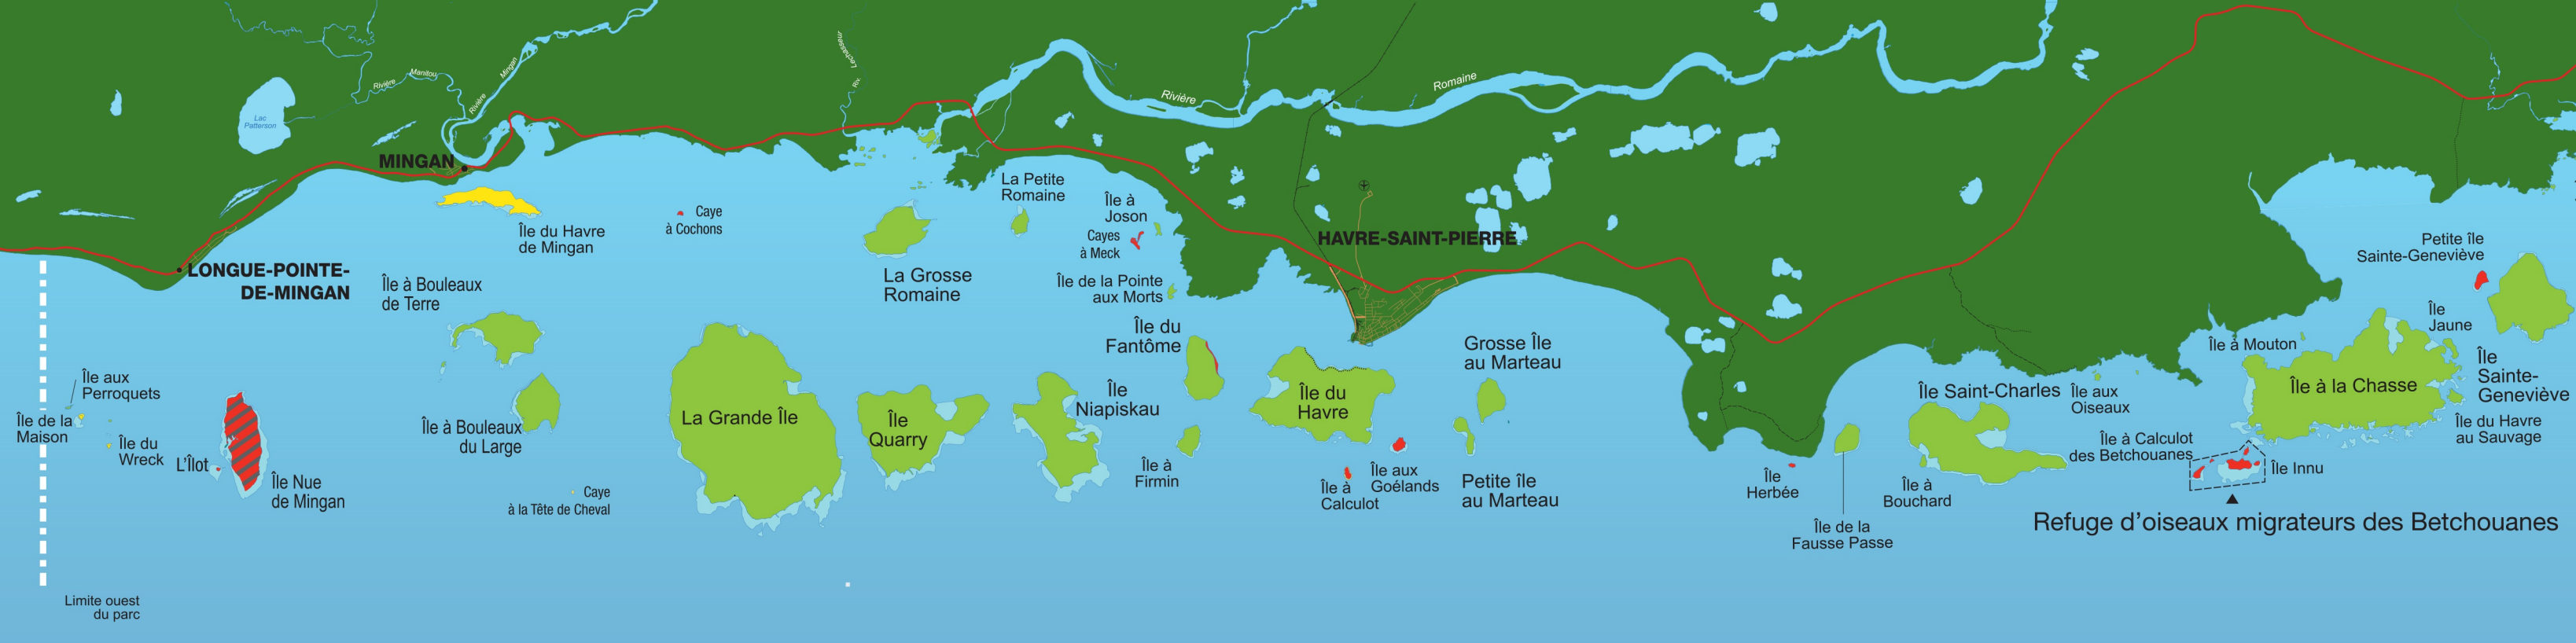 Rivière
Manitou
Rivière
Mingan
Lechasseur
Riv.
Rivière
Romaine
Lac
Patterson
MINGAN
LONGUE-POINTE-
DE-MINGAN
HAVRE-SAINT-PIERRE
Île du Havre
de Mingan
Caye
à Cochons
La Petite
Romaine
Île à
Joson
Cayes
à Meck
La Grosse
Romaine
Île de la Pointe
aux Morts
Île à Bouleaux
de Terre
Île du
Fantôme
Grosse Île
au Marteau
Petite île
Sainte-Geneviève
Île
Jaune
Île à Mouton
Île
Sainte-
Geneviève
Île à la Chasse
Île aux
Perroquets
Île de la
Maison
Île du
Wreck
L'Îlot
Île Nue
de Mingan
Île à Bouleaux
du Large
Caye
à la Tête de Cheval
La Grande Île
Île
Quarry
Île
Niapiskau
Île à
Firmin
Île du
Havre
Île à
Calculot
Île aux
Goélands
Petite île
au Marteau
Île
Herbée
Île de la
Fausse Passe
Île Saint-Charles
Île à
Bouchard
Île aux
Oiseaux
Île à Calculot
des Betchouanes
Île Innu
Île du Havre
au Sauvage
Refuge d'oiseaux migrateurs des Betchouanes
Limite ouest
du parc